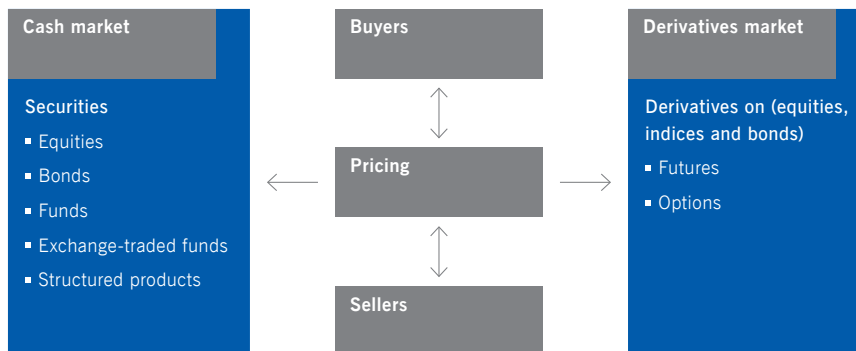 Cash market
Securities
Equities
Bonds
Funds
Exchange-traded funds
Structured products
Buyers
Pricing
Sellers
Derivatives market
Derivatives on (equities,
indices and bonds)
Futures
Options